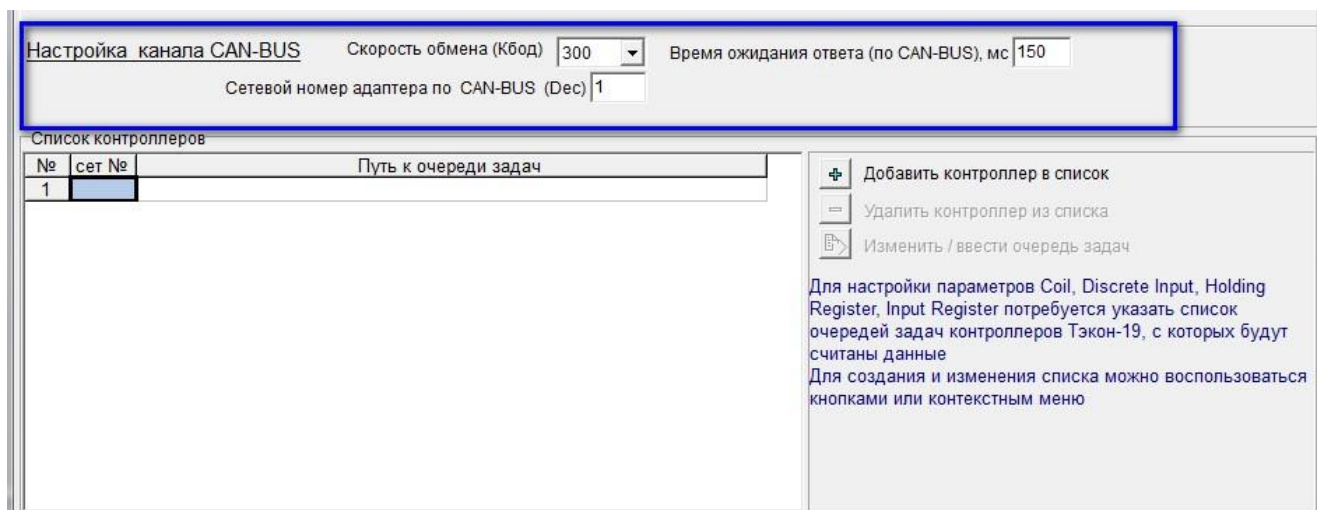 Настройка канала CAN-BUS Скорость обмена (Кбод) 300 Время ожидания ответа (по CAN-BUS), мс 150
Сетевой номер адаптера по CAN-BUS (Dec) 1
Список контроллеров
№ сет № Путь к очереди задач
1
Добавить контроллер в список
Удалить контроллер из списка
Изменить / ввести очередь задач
Для настройки параметров Coil, Discrete Input, Holding
Register, Input Register потребуется указать список
очередей задач контроллеров Тэкон-19, с которых будут
считаны данные
Для создания и изменения списка можно воспользоваться
кнопками или контекстным меню